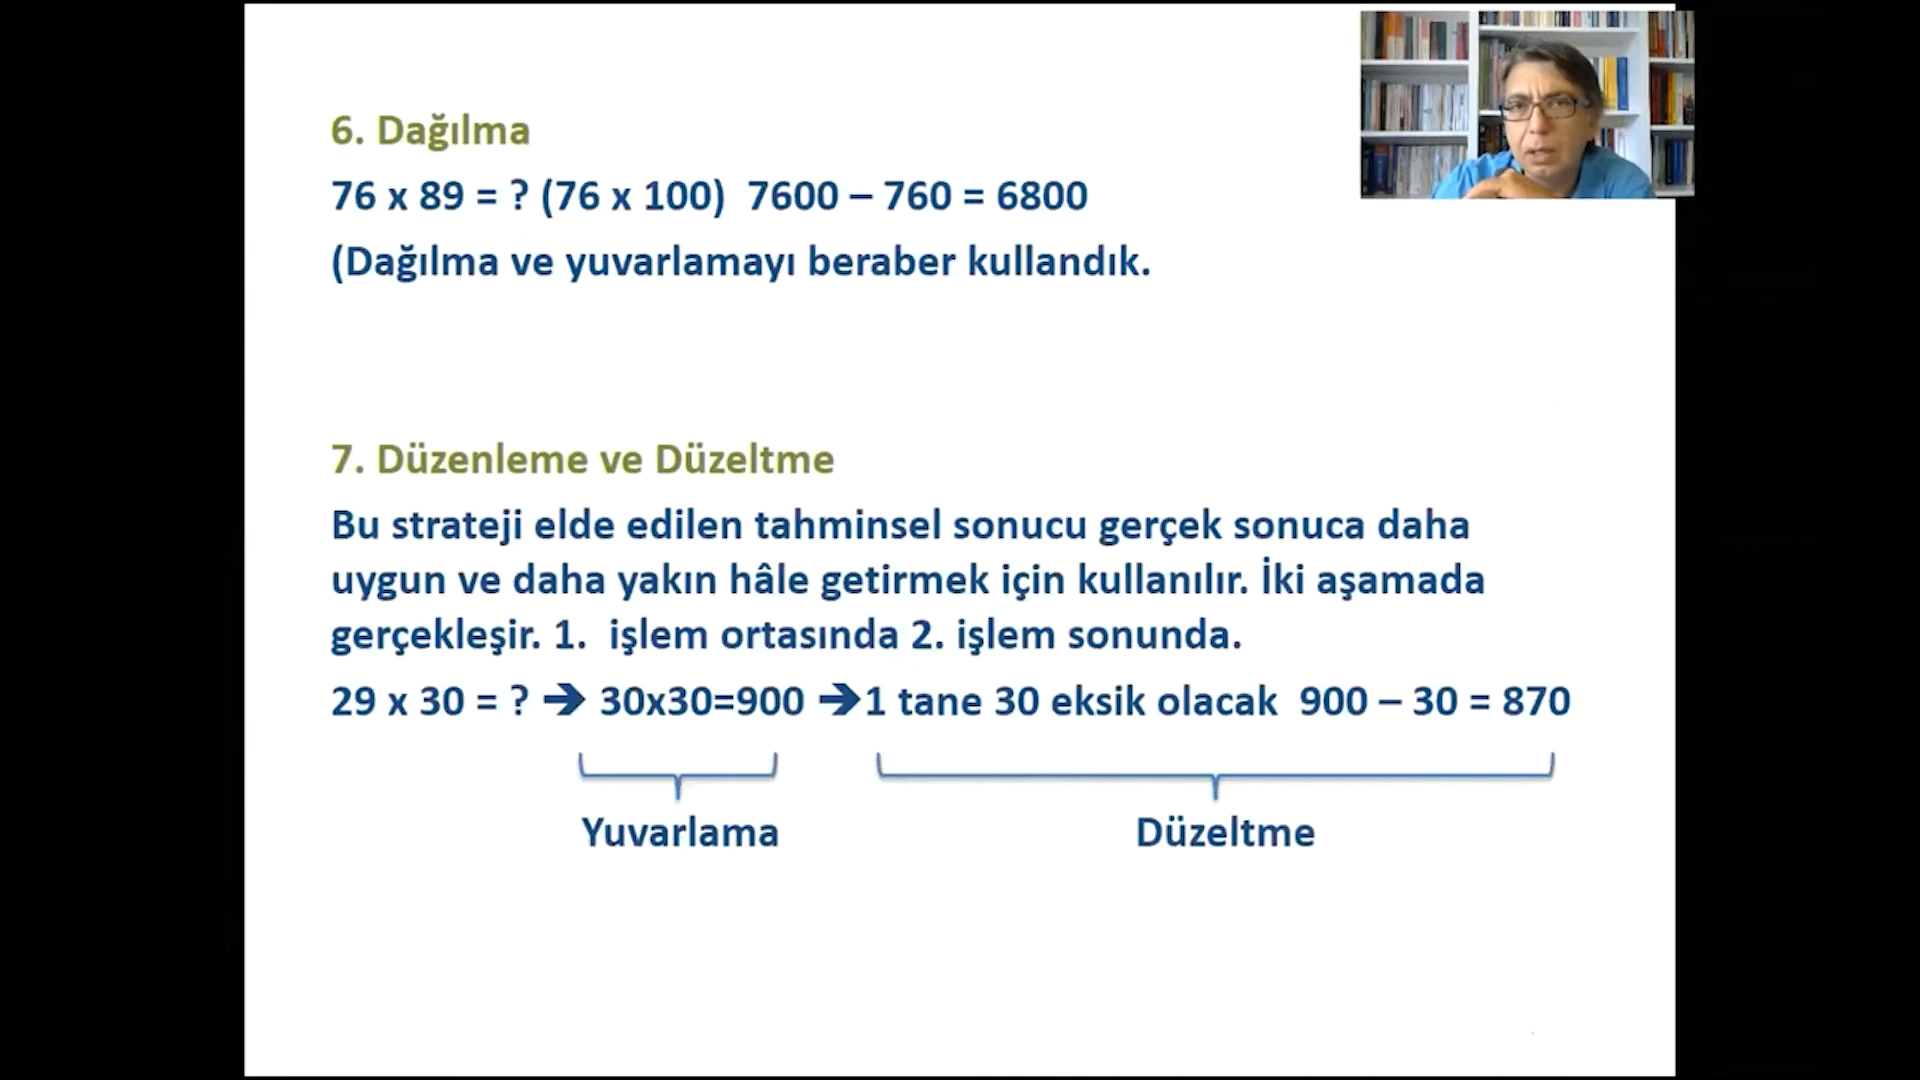 6. Dağılma
76 x 89 = ? (76 x 100)  7600 – 760 = 6800
(Dağılma ve yuvarlamayı beraber kullandık.
7. Düzenleme ve Düzeltme
Bu strateji elde edilen tahminsel sonucu gerçek sonuca daha
uygun ve daha yakın hâle getirmek için kullanılır. İki aşamada
gerçekleşir. 1.  işlem ortasında 2. işlem sonunda.
29 x 30 = ? ➔ 30x30=900 ➔1 tane 30 eksik olacak  900 – 30 = 870
Yuvarlama
Düzeltme